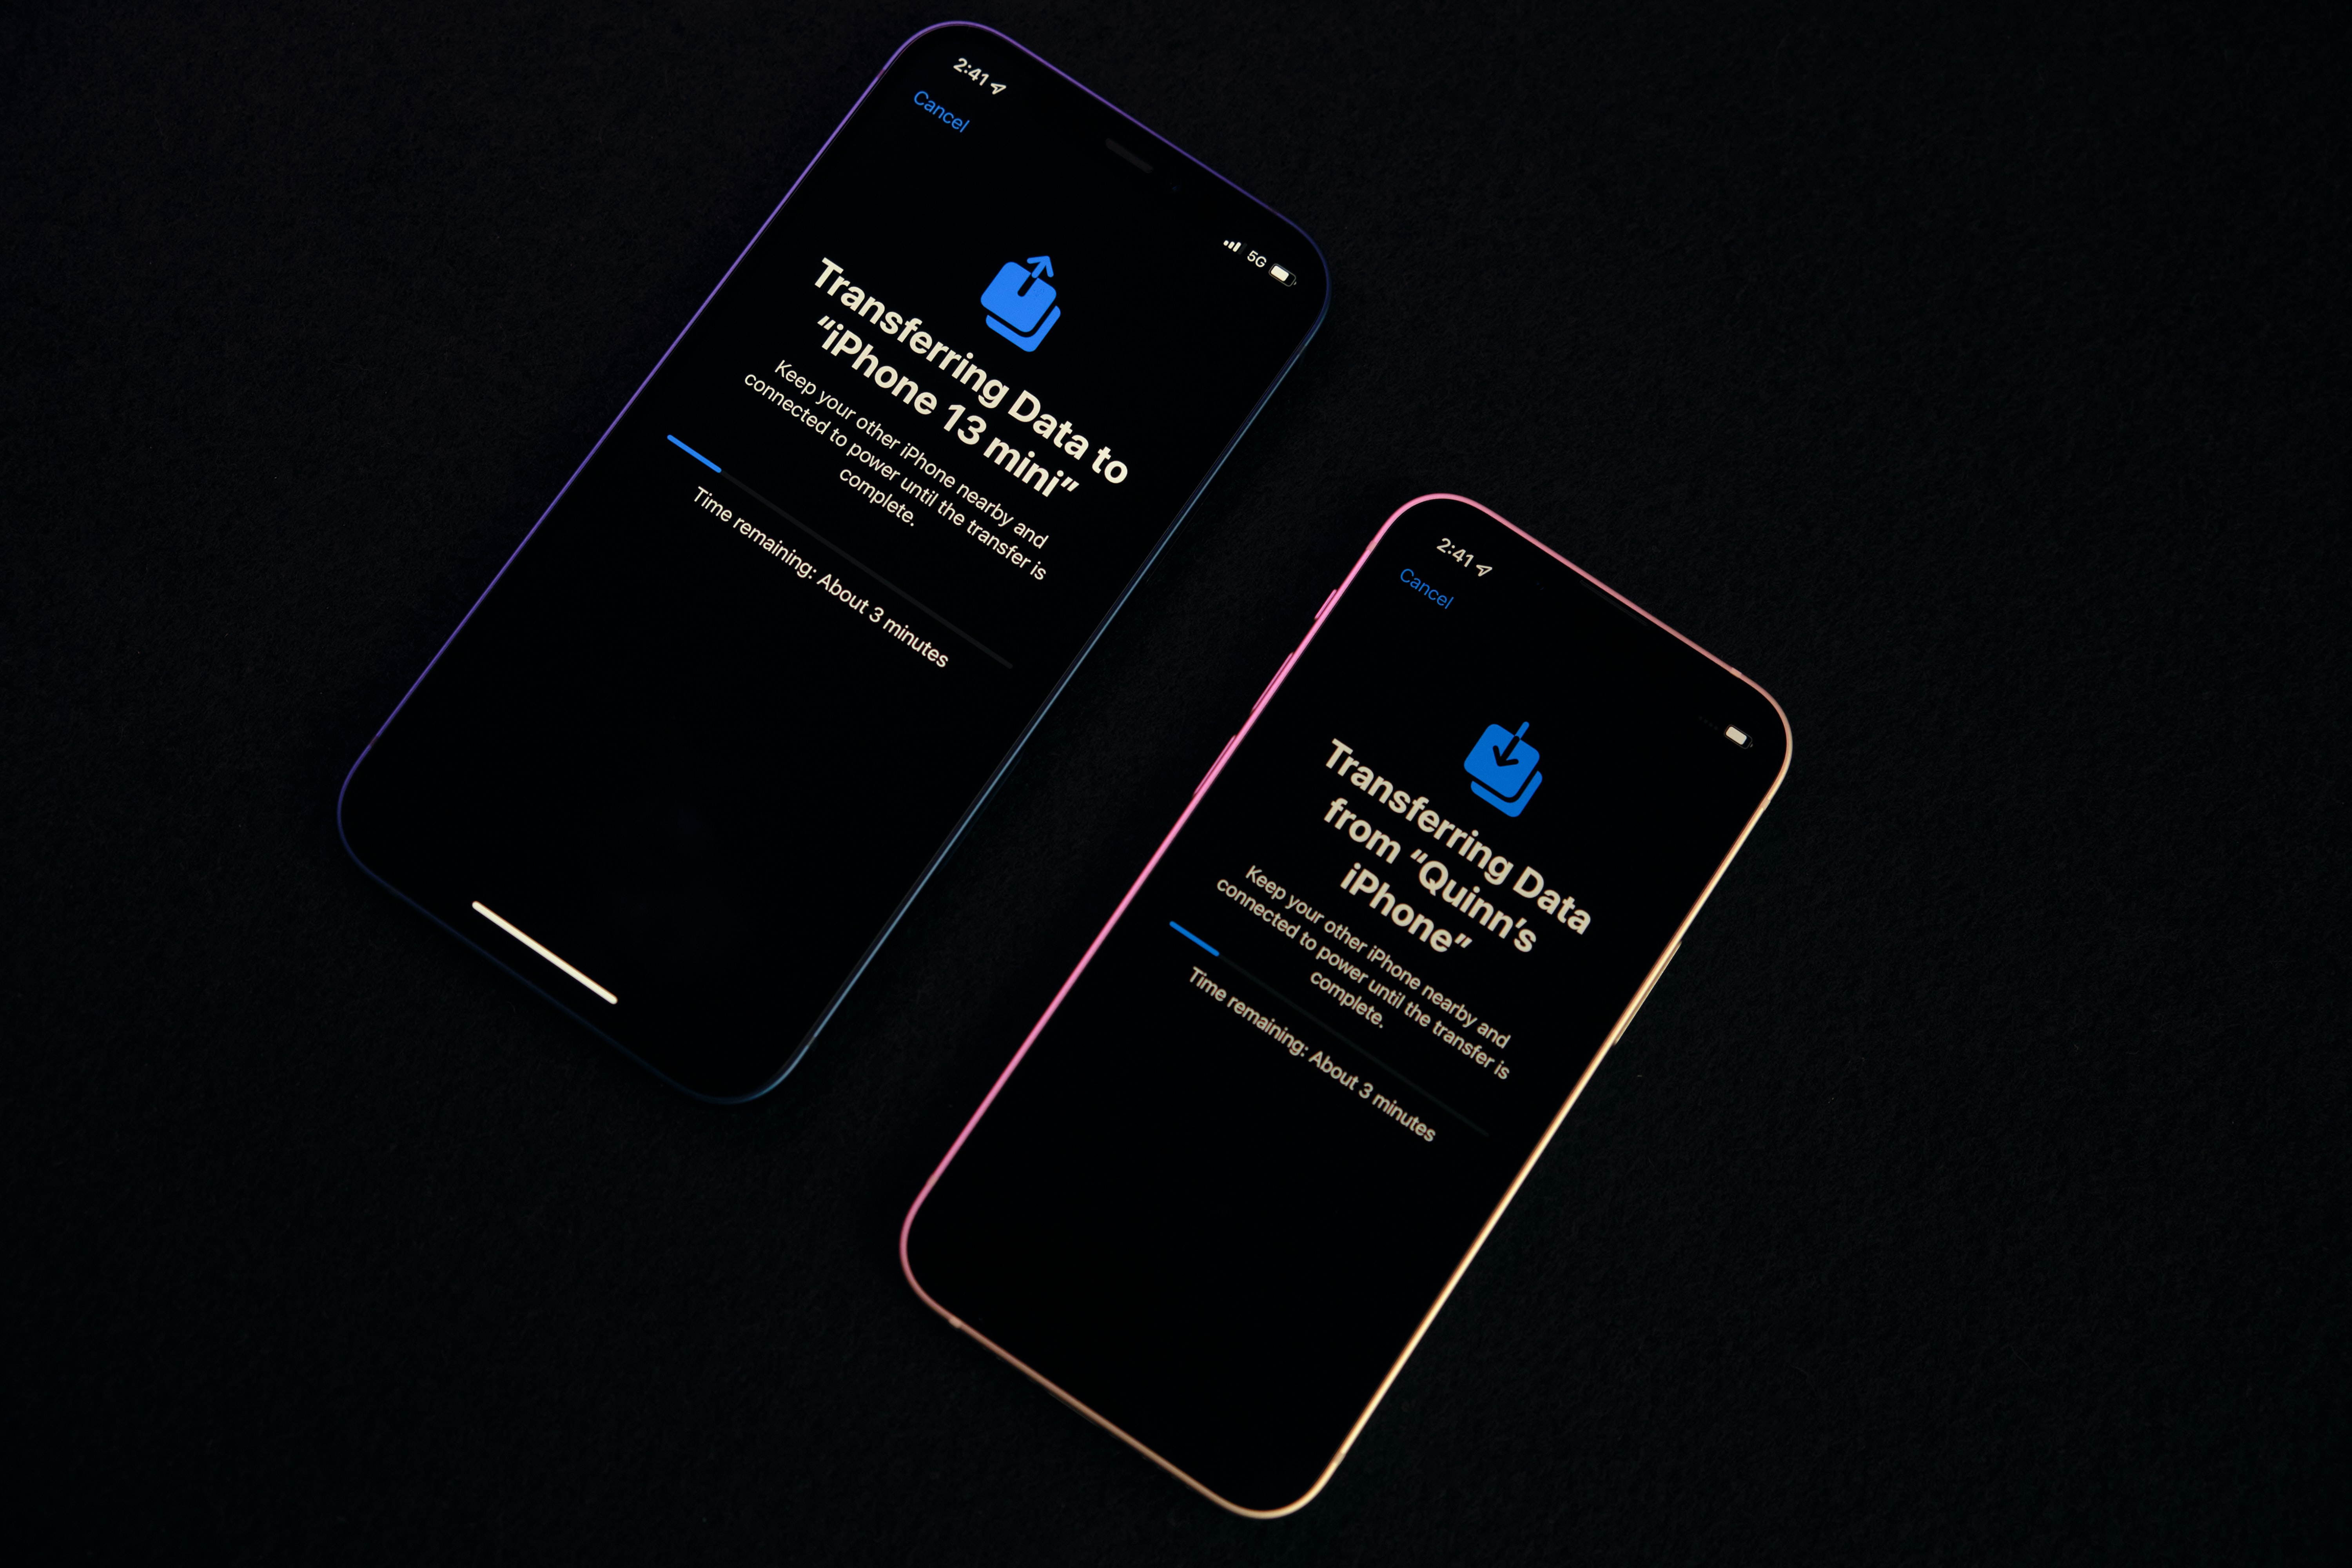 2:41
5G
Cancel
Transferring Data to
“iPhone 13 mini”
Keep your other iPhone nearby and
connected to power until the transfer is
complete.
Time remaining: About 3 minutes
2:41
Cancel
Transferring Data
from “Quinn’s
iPhone”
Keep your other iPhone nearby and
connected to power until the transfer is
complete.
Time remaining: About 3 minutes